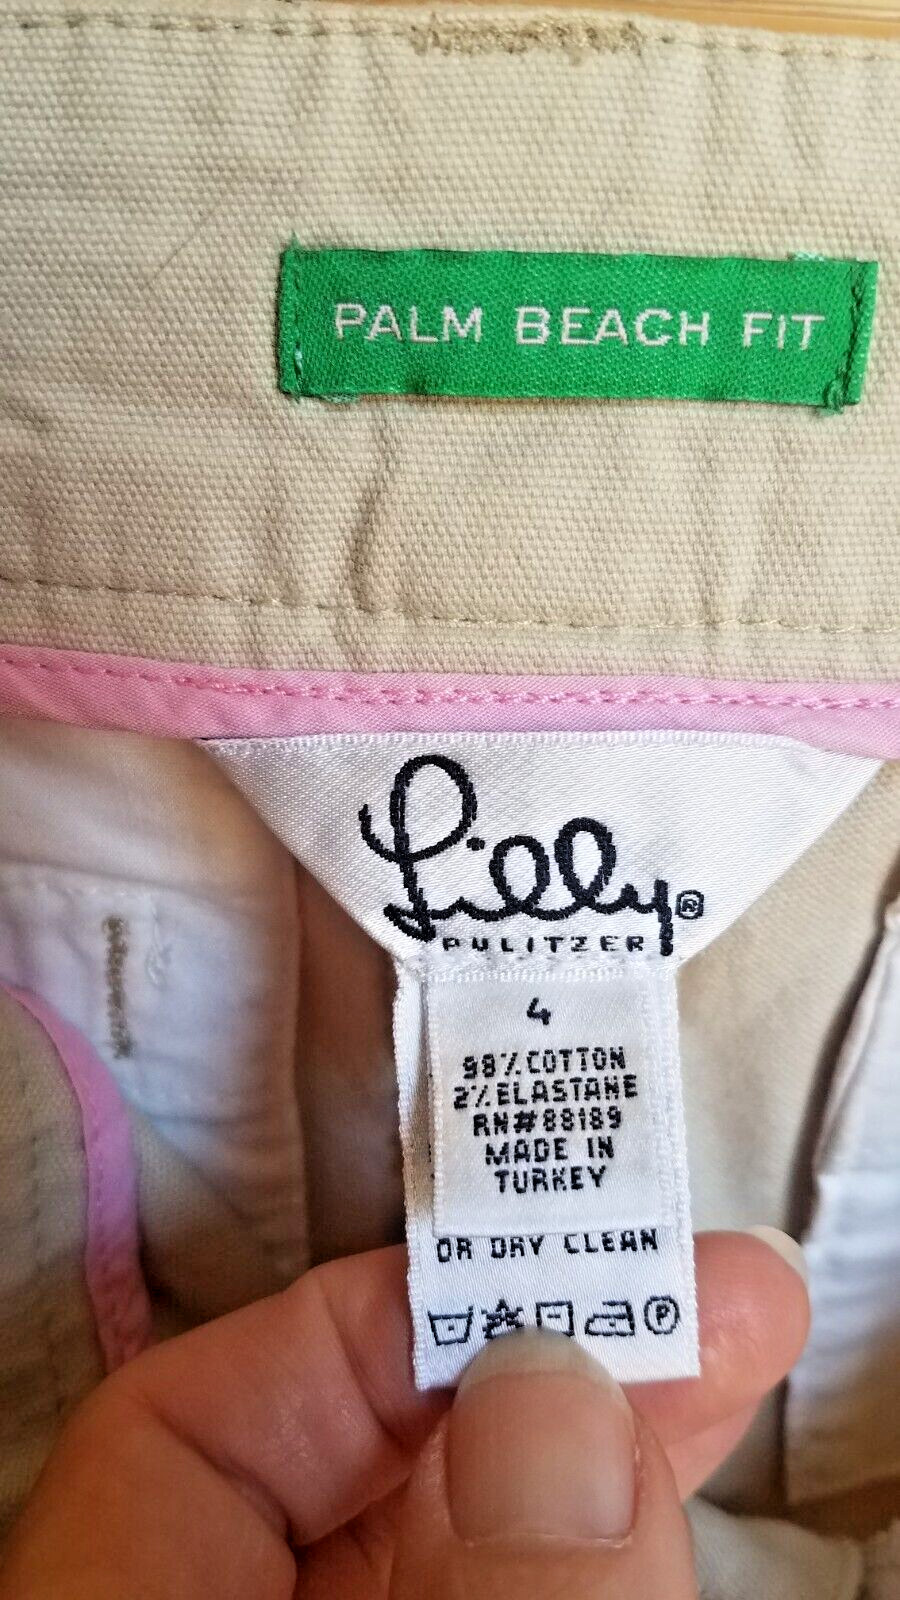 PALM BEACH FIT
Lilly®
PULITZER
4
98% COTTON
2% ELASTANE
RN#88189
MADE IN
TURKEY
OR DRY CLEAN
P